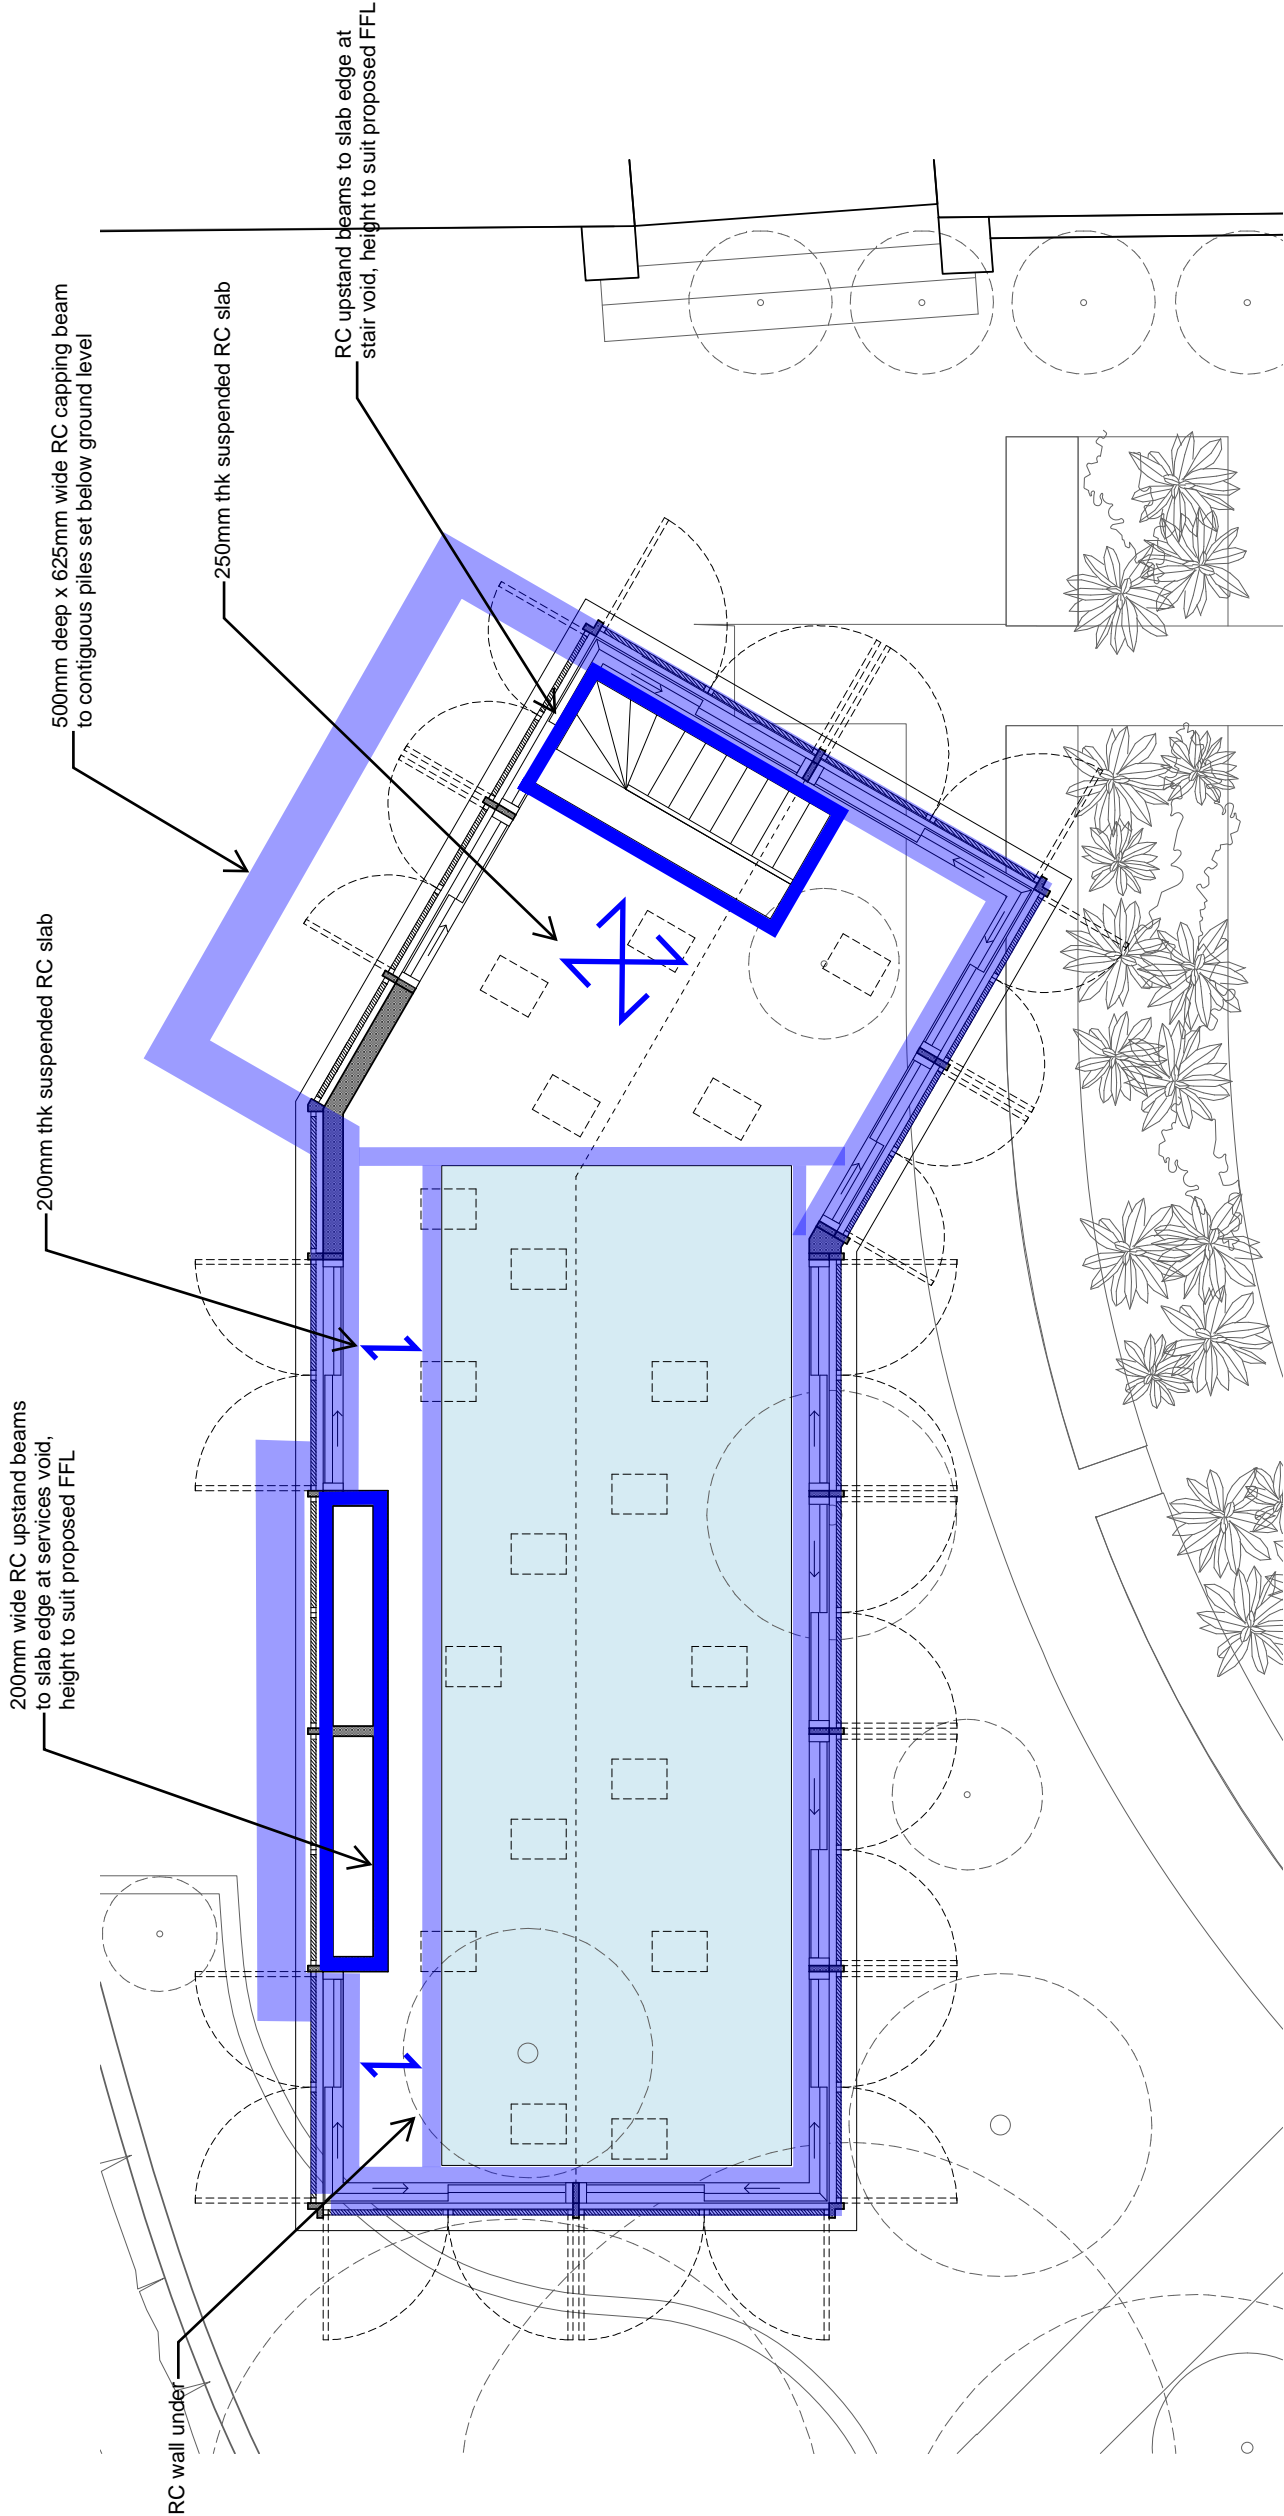 RC wall under
200mm wide RC upstand beams
to slab edge at services void,
height to suit proposed FFL
200mm thk suspended RC slab
500mm deep x 625mm wide RC capping beam
to contiguous piles set below ground level
250mm thk suspended RC slab
RC upstand beams to slab edge at
stair void, height to suit proposed FFL